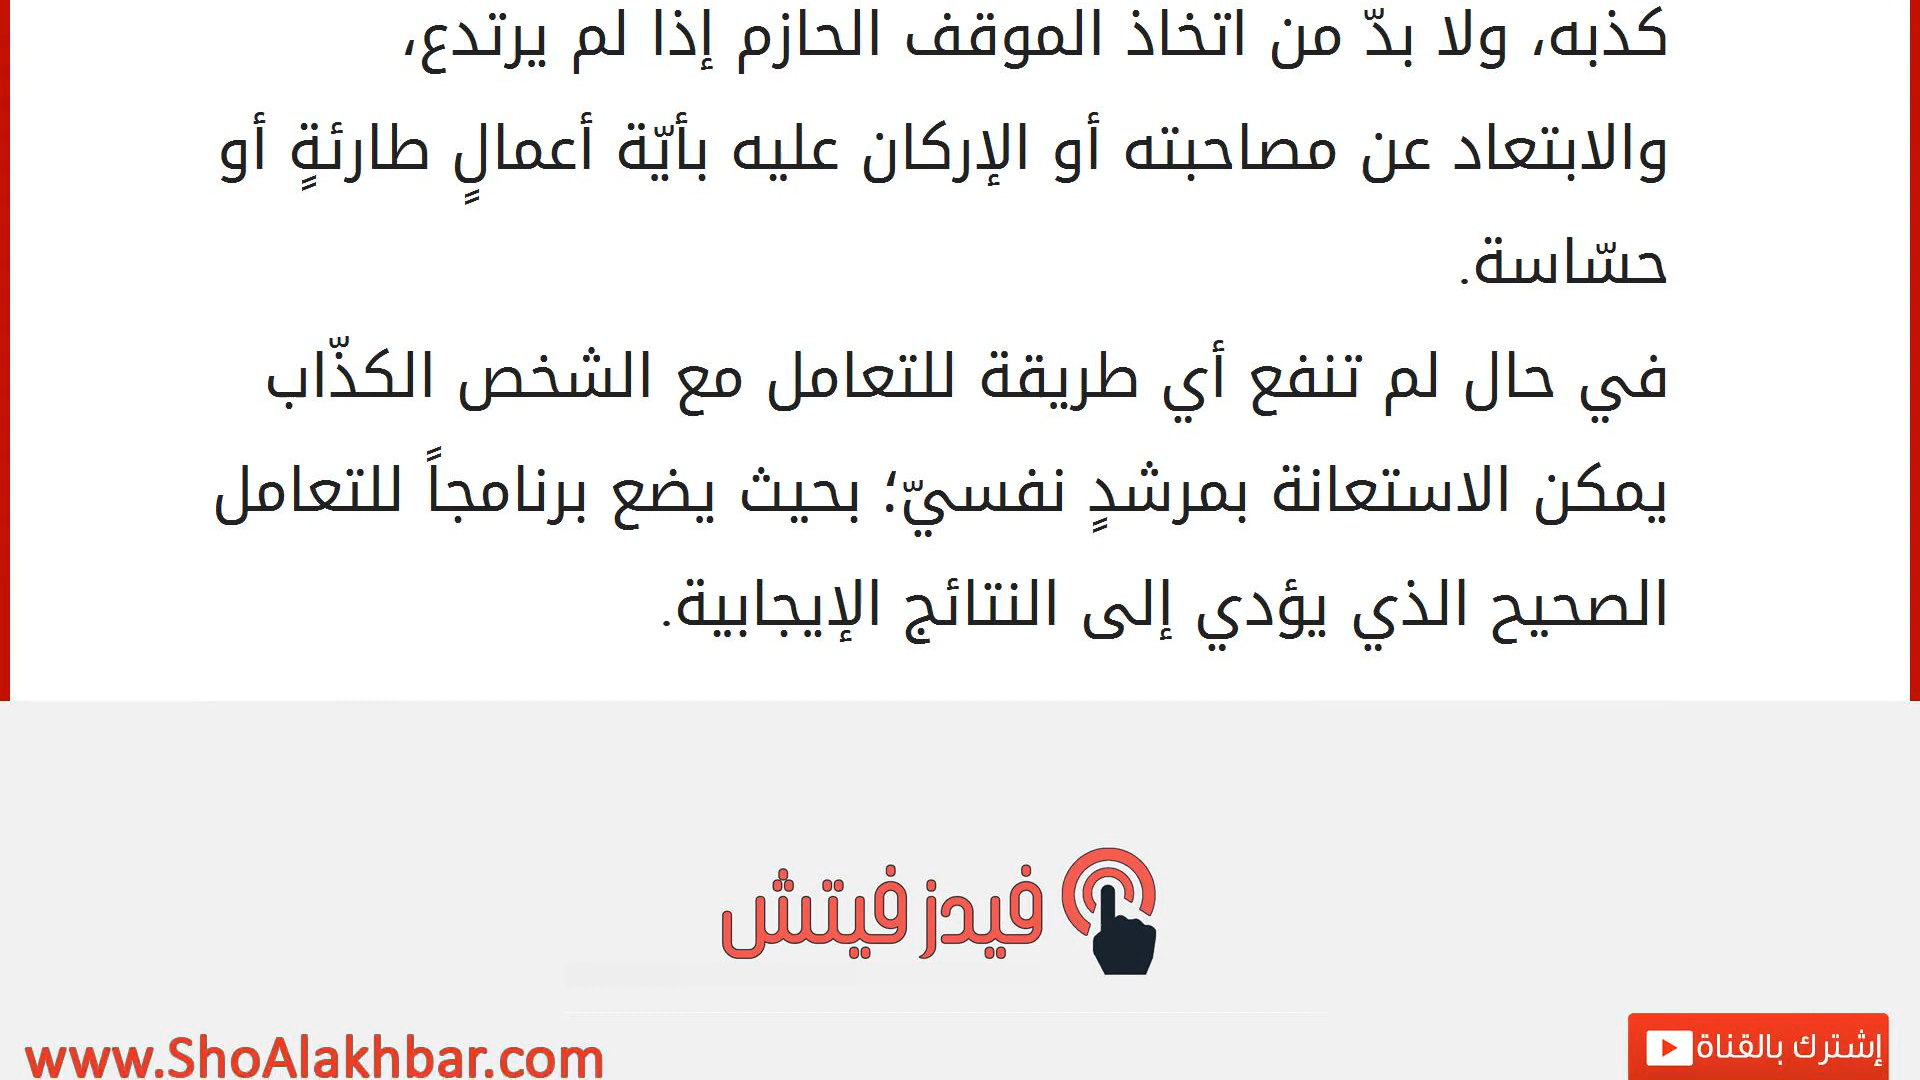 كذبه، ولا بدّ من اتخاذ الموقف الحازم إذا لم يرتدع،
والابتعاد عن مصاحبته أو الإركان عليه بأيّة أعمالٍ طارئةٍ أو
حسّاسة.
في حال لم تنفع أي طريقة للتعامل مع الشخص الكذّاب
يمكن الاستعانة بمرشدٍ نفسيّ؛ بحيث يضع برنامجاً للتعامل
الصحيح الذي يؤدي إلى النتائج الإيجابية.
فيدز فيتش
www.ShoAlakhbar.com
إشترك بالقناة